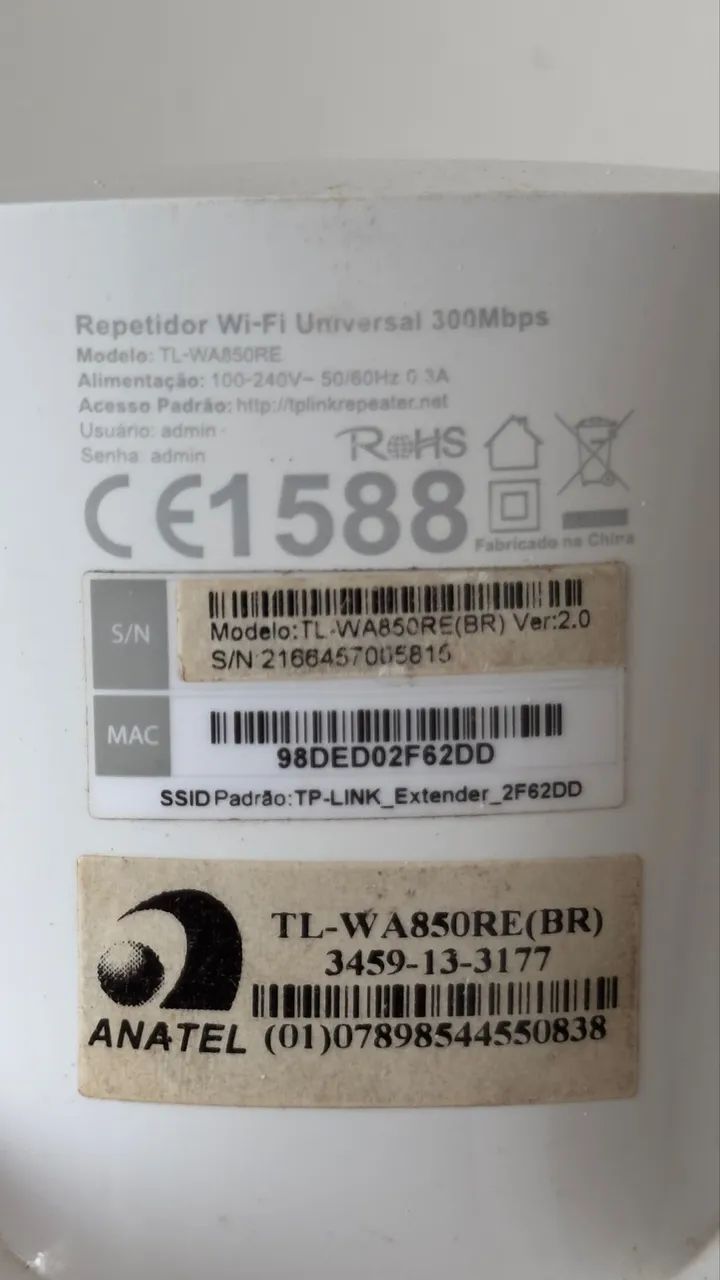 Repetidor Wi-Fi Universal 300Mbps
Modelo: TL-WA850RE
Alimentação: 100-240V~ 50/60Hz 0.3A
Acesso Padrão: http://tplinkrepeater.net
Usuário: admin
Senha: admin
RoHS
CE1588
Fabricado na China
S/N
Modelo:TL-WA850RE(BR) Ver:2.0
S/N:2166457005815
MAC
98DED02F62DD
SSID Padrão:TP-LINK_Extender_2F62DD
TL-WA850RE(BR)
3459-13-3177
ANATEL
(01)07898544550838